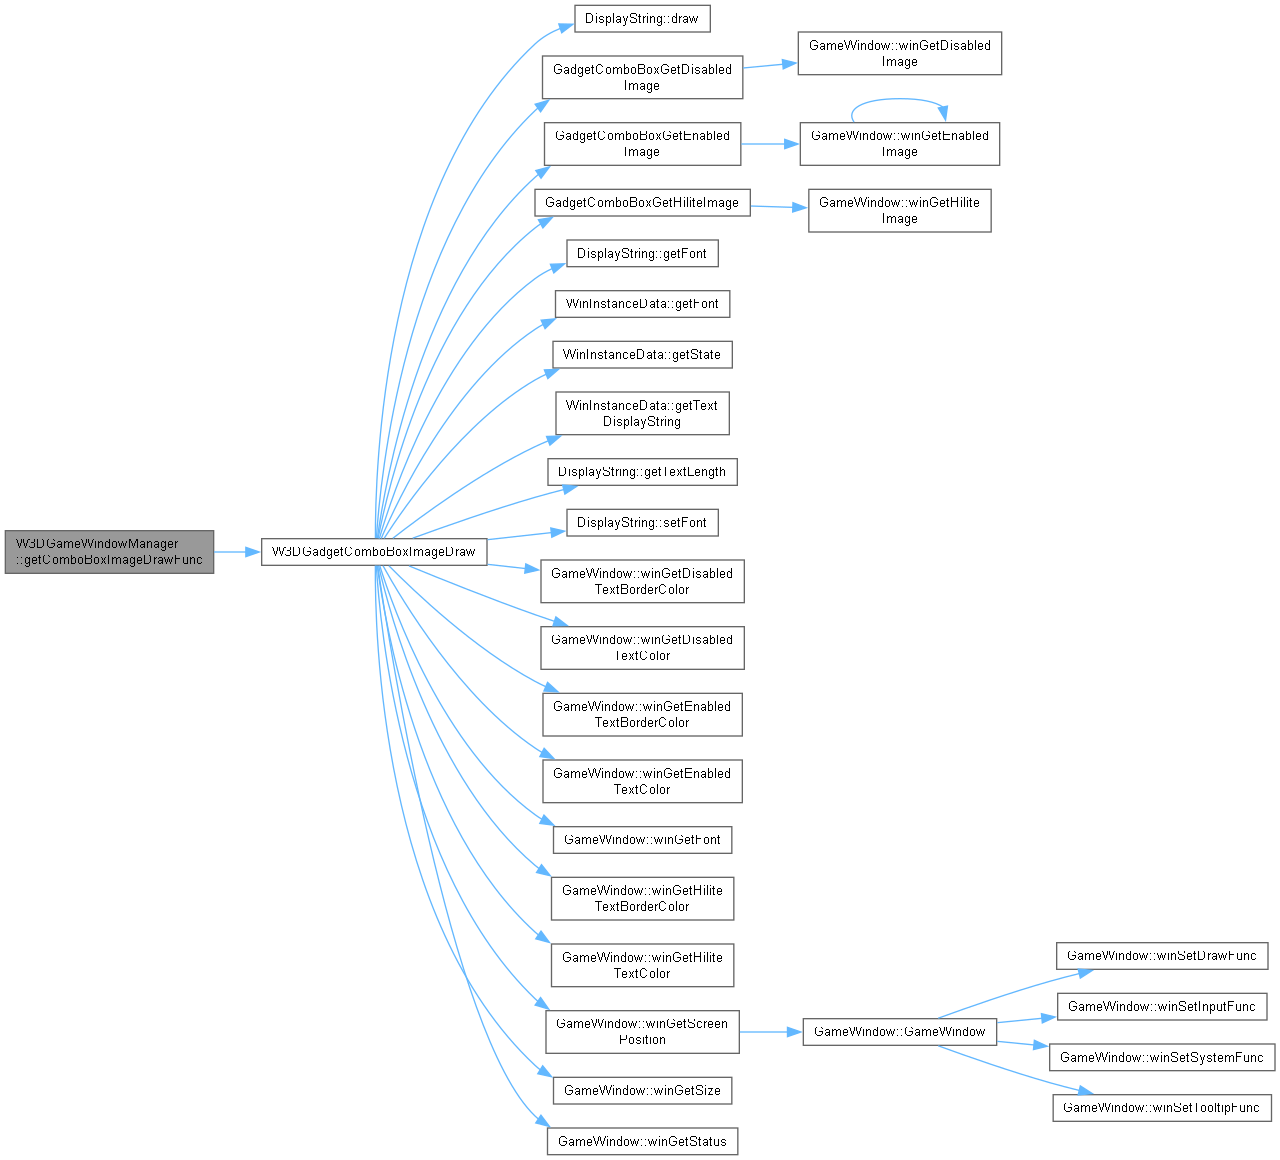 W3DGameWindowManager
::getComboBoxImageDrawFunc
W3DGadgetComboBoxImageDraw
DisplayString::draw
GadgetComboBoxGetDisabled
Image
GameWindow::winGetDisabled
Image
GadgetComboBoxGetEnabled
Image
GameWindow::winGetEnabled
Image
GadgetComboBoxGetHiliteImage
GameWindow::winGetHilite
Image
DisplayString::getFont
WinInstanceData::getFont
WinInstanceData::getState
WinInstanceData::getText
DisplayString
DisplayString::getTextLength
DisplayString::setFont
GameWindow::winGetDisabled
TextBorderColor
GameWindow::winGetDisabled
TextColor
GameWindow::winGetEnabled
TextBorderColor
GameWindow::winGetEnabled
TextColor
GameWindow::winGetFont
GameWindow::winGetHilite
TextBorderColor
GameWindow::winGetHilite
TextColor
GameWindow::winGetScreen
Position
GameWindow::GameWindow
GameWindow::winSetDrawFunc
GameWindow::winSetInputFunc
GameWindow::winSetSystemFunc
GameWindow::winSetTooltipFunc
GameWindow::winGetSize
GameWindow::winGetStatus